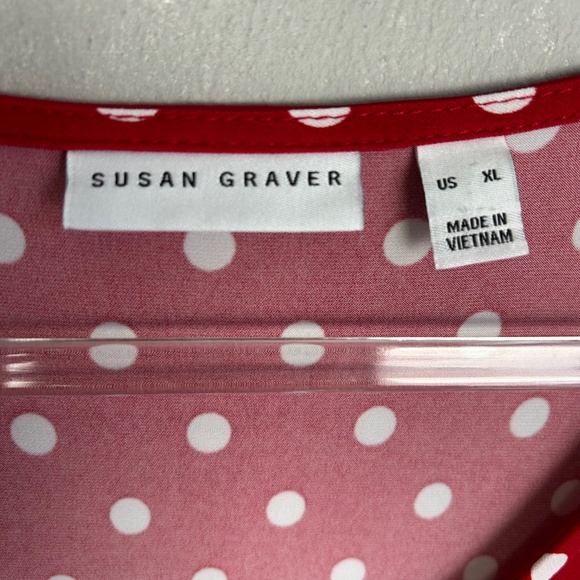 SUSAN GRAVER
US XL
MADE IN
VIETNAM